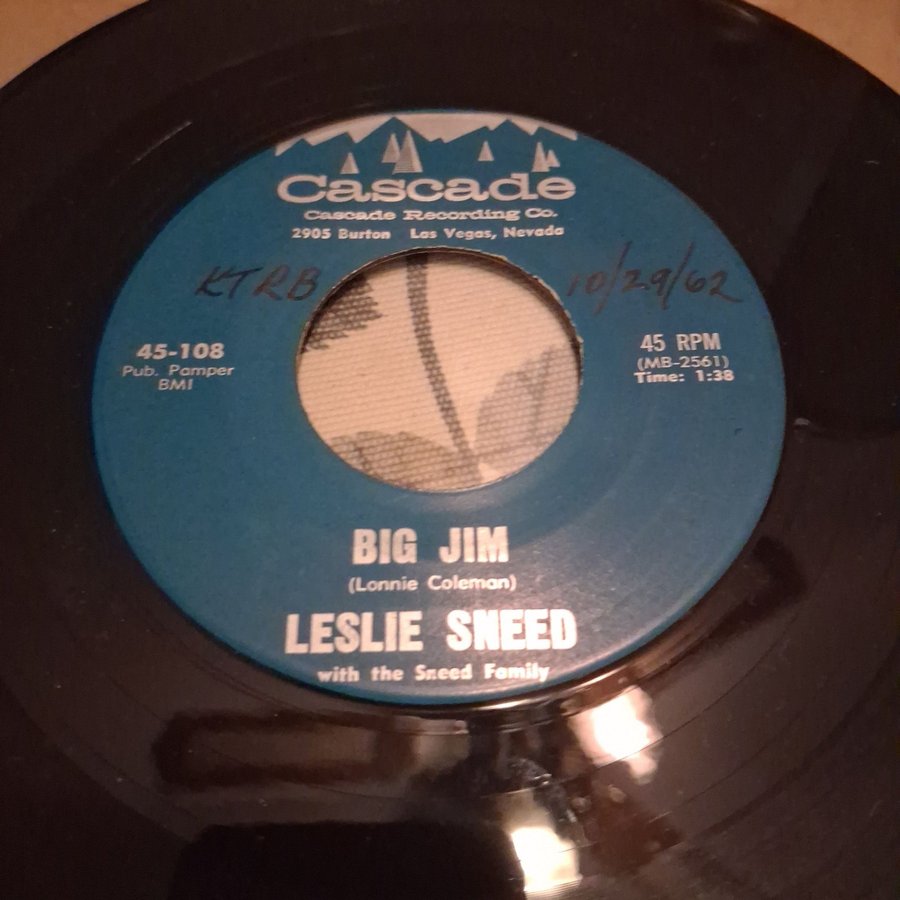 Cascade
Cascade Recording Co.
2905 Burton Las Vegas, Nevada
KTRB 10/29/62
45-108
Pub. Pamper
BMI
45 RPM
(MB-2561)
Time: 1:38
BIG JIM
(Lonnie Coleman)
LESLIE SNEED
with the Sneed Family